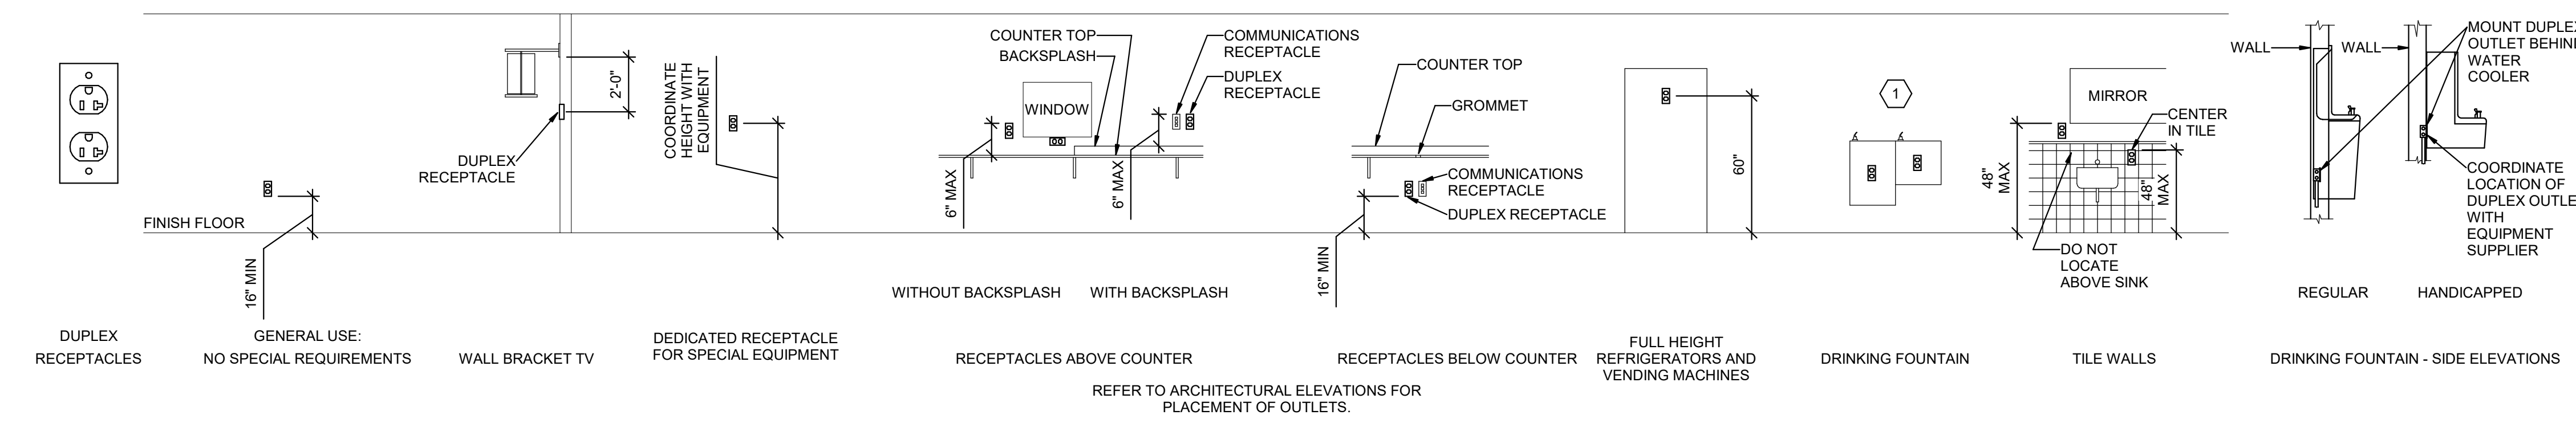 DUPLEX
RECEPTACLES
FINISH FLOOR
16" MIN
GENERAL USE:
NO SPECIAL REQUIREMENTS
2'-0"
DUPLEX
RECEPTACLE
WALL BRACKET TV
COORDINATE
HEIGHT WITH
EQUIPMENT
DEDICATED RECEPTACLE
FOR SPECIAL EQUIPMENT
COUNTER TOP
BACKSPLASH
WINDOW
COMMUNICATIONS
RECEPTACLE
DUPLEX
RECEPTACLE
6" MAX
6" MAX
WITHOUT BACKSPLASH
WITH BACKSPLASH
RECEPTACLES ABOVE COUNTER
COUNTER TOP
GROMMET
COMMUNICATIONS
RECEPTACLE
DUPLEX RECEPTACLE
16" MIN
RECEPTACLES BELOW COUNTER
REFER TO ARCHITECTURAL ELEVATIONS FOR
PLACEMENT OF OUTLETS.
60"
FULL HEIGHT
REFRIGERATORS AND
VENDING MACHINES
1
DRINKING FOUNTAIN
MIRROR
CENTER
IN TILE
48"
MAX
48"
MAX
DO NOT
LOCATE
ABOVE SINK
TILE WALLS
WALL
WALL
MOUNT DUPLEX
OUTLET BEHIN
WATER
COOLER
COORDINATE
LOCATION OF
DUPLEX OUTLE
WITH
EQUIPMENT
SUPPLIER
REGULAR
HANDICAPPED
DRINKING FOUNTAIN - SIDE ELEVATIONS